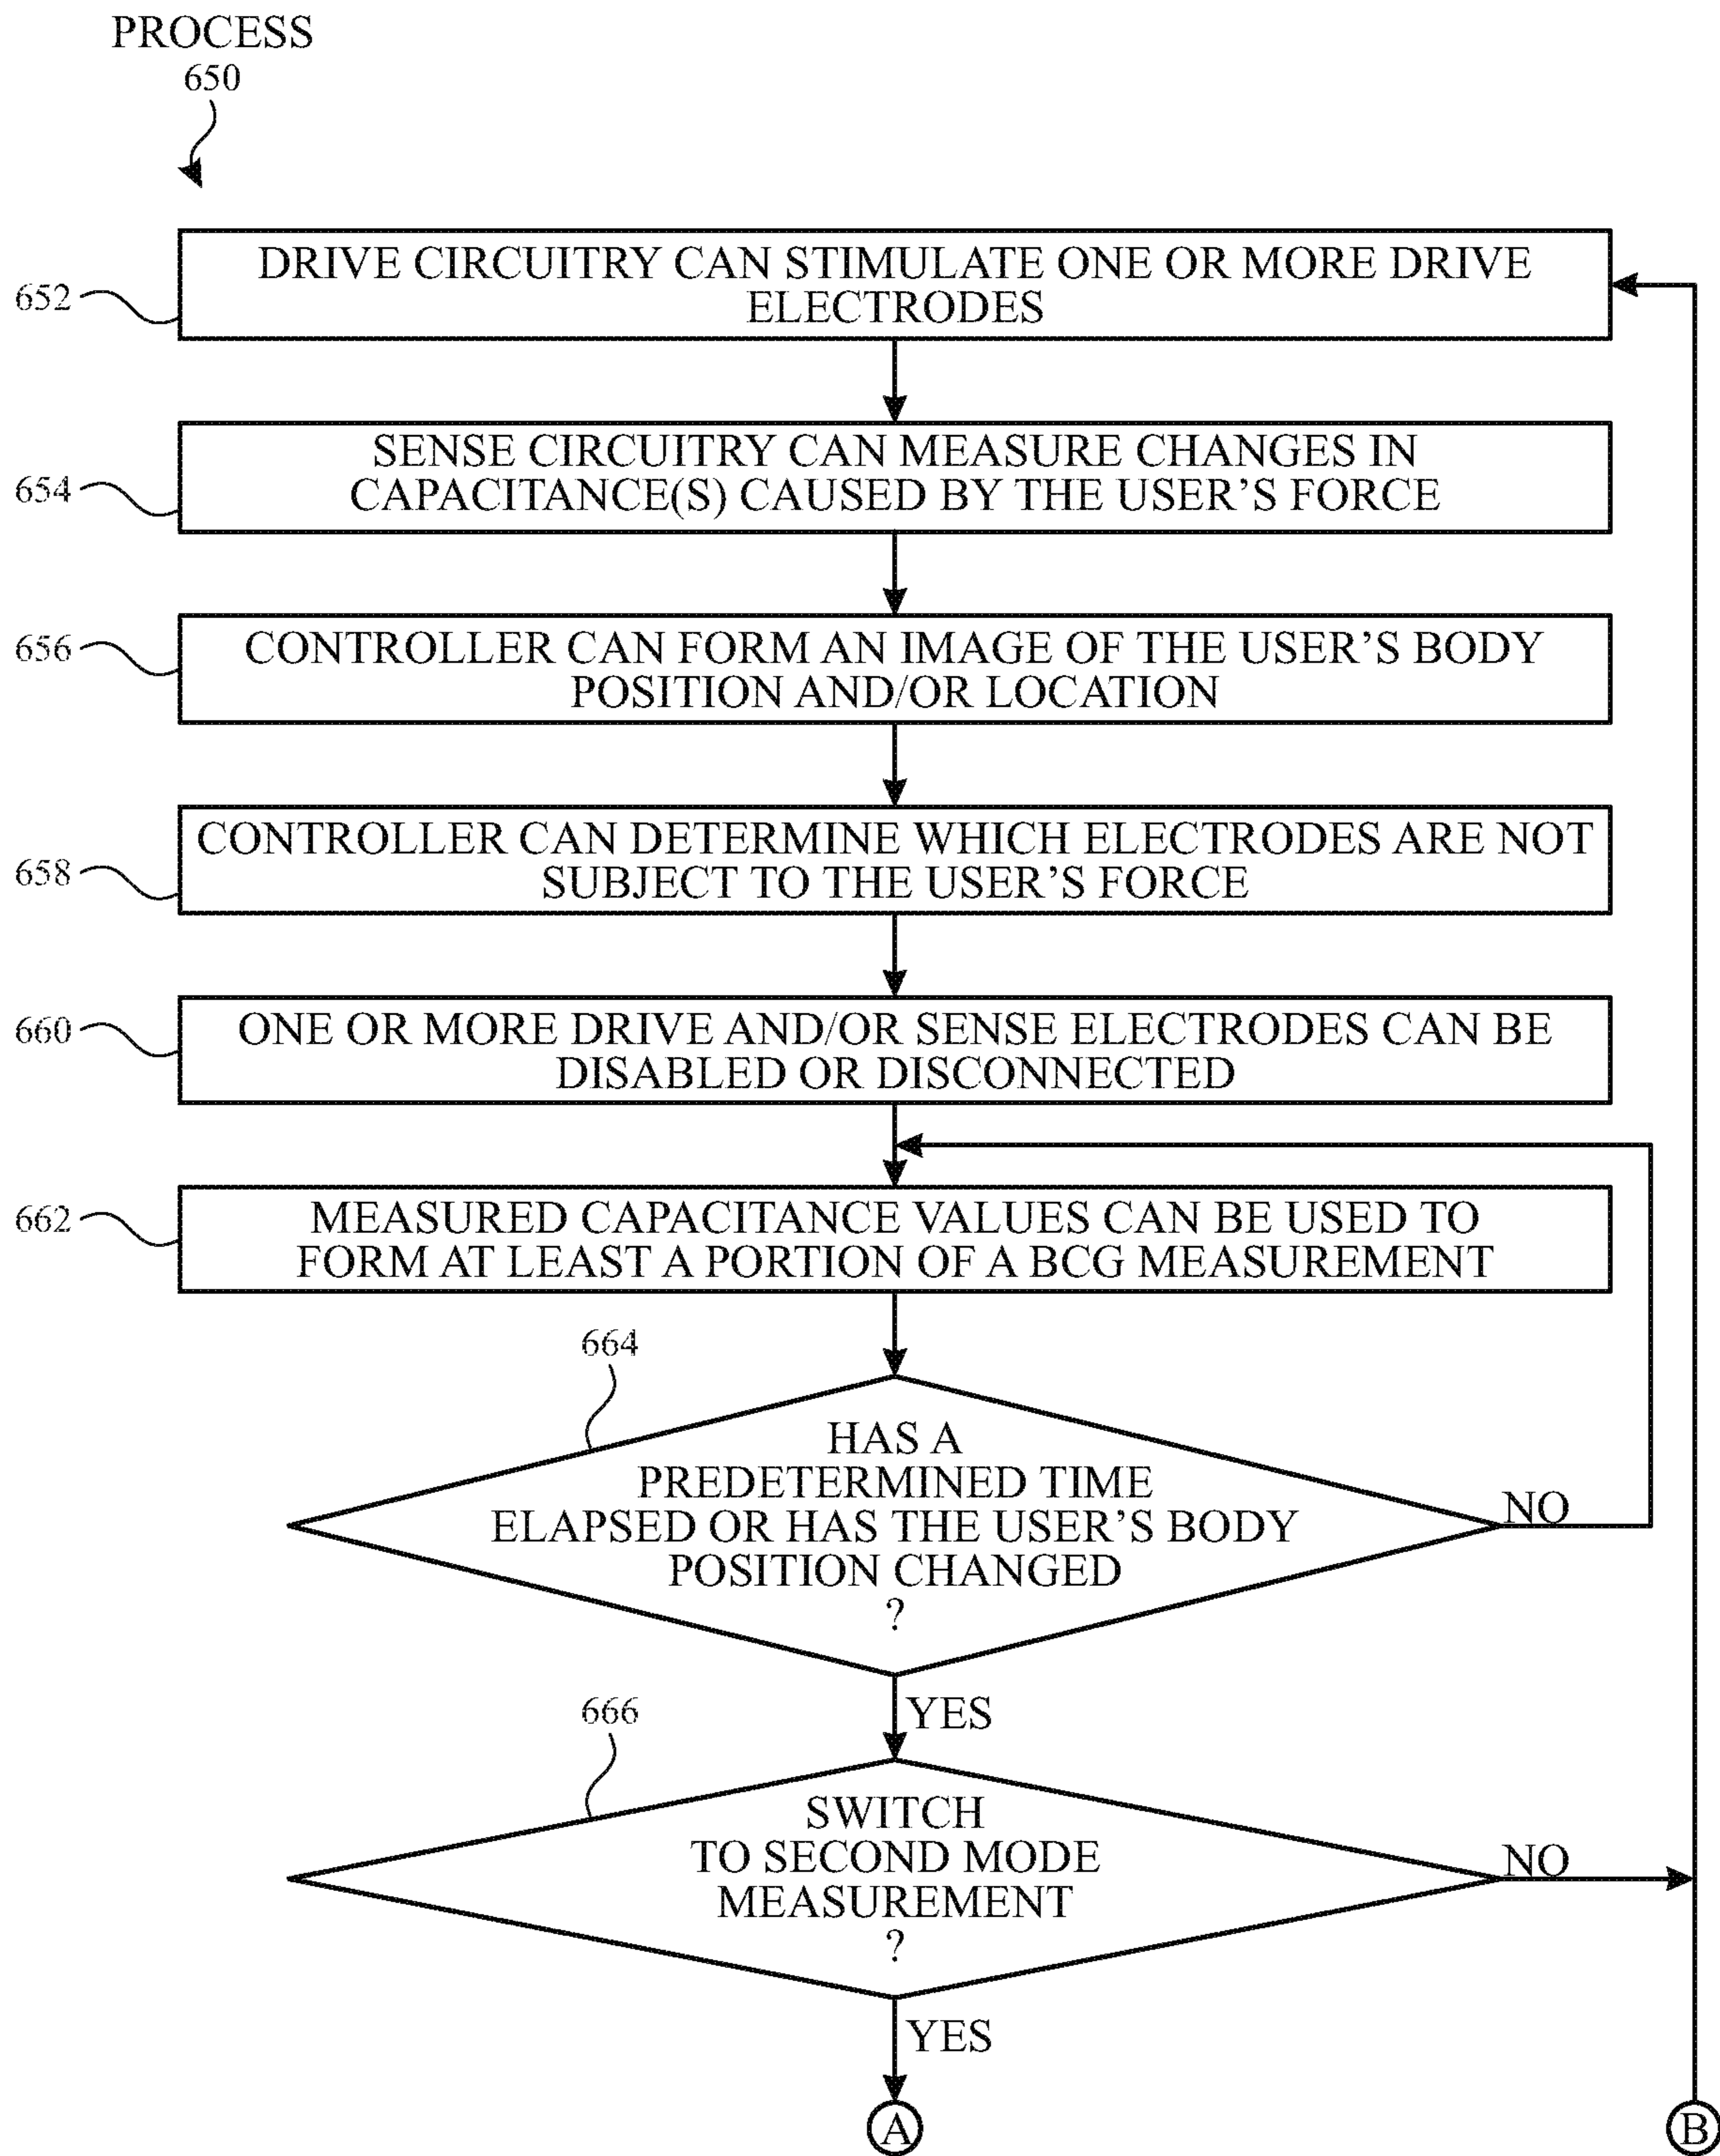 PROCESS
650
652
DRIVE CIRCUITRY CAN STIMULATE ONE OR MORE DRIVE
ELECTRODES
654
SENSE CIRCUITRY CAN MEASURE CHANGES IN
CAPACITANCE(S) CAUSED BY THE USER'S FORCE
656
CONTROLLER CAN FORM AN IMAGE OF THE USER'S BODY
POSITION AND/OR LOCATION
658
CONTROLLER CAN DETERMINE WHICH ELECTRODES ARE NOT
SUBJECT TO THE USER'S FORCE
660
ONE OR MORE DRIVE AND/OR SENSE ELECTRODES CAN BE
DISABLED OR DISCONNECTED
662
MEASURED CAPACITANCE VALUES CAN BE USED TO
FORM AT LEAST A PORTION OF A BCG MEASUREMENT
664
HAS A
PREDETERMINED TIME
ELAPSED OR HAS THE USER'S BODY
POSITION CHANGED
?
NO
YES
666
SWITCH
TO SECOND MODE
MEASUREMENT
?
NO
YES
A
B